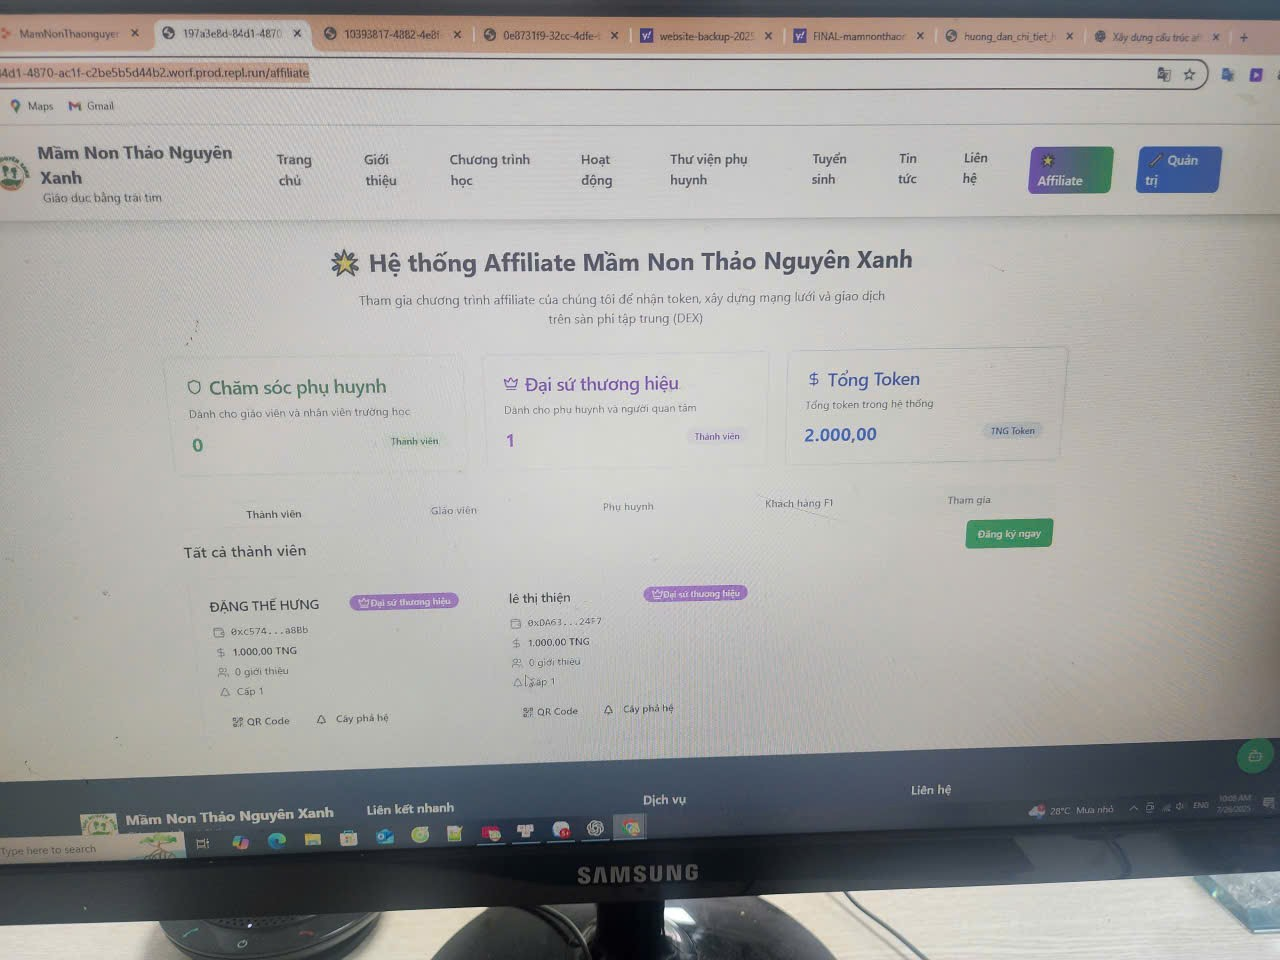 MamNonThaonguyer
197a3e8d-84d1-4870
10393817-4882-4e8f-
0e8731f9-32cc-4dfe-
website-backup-2025
FINAL-mamnonthaor
huong_dan_chi_tiet_h
Xây dựng cấu trúc aff
4d1-4870-ac1f-c2be5b5d44b2.worf.prod.repl.run/affiliate
Maps
Gmail
Mầm Non Thảo Nguyên
Xanh
Giáo dục bằng trái tim
Trang
chủ
Giới
thiệu
Chương trình
học
Hoạt
động
Thư viện phụ
huynh
Tuyển
sinh
Tin
tức
Liên
hệ
Affiliate
Quản
trị
Hệ thống Affiliate Mầm Non Thảo Nguyên Xanh
Tham gia chương trình affiliate của chúng tôi để nhận token, xây dựng mạng lưới và giao dịch
trên sàn phi tập trung (DEX)
Chăm sóc phụ huynh
Dành cho giáo viên và nhân viên trường học
0
Thành viên
Đại sứ thương hiệu
Dành cho phụ huynh và người quan tâm
1
Thành viên
Tổng Token
Tổng token trong hệ thống
2.000,00
TNG Token
Thành viên
Giáo viên
Phụ huynh
Khách hàng F1
Tham gia
Tất cả thành viên
Đăng ký ngay
ĐẶNG THẾ HƯNG
Đại sứ thương hiệu
0xc574...a8Bb
1.000,00 TNG
0 giới thiệu
Cấp 1
QR Code
Cây phả hệ
lê thị thiện
Đại sứ thương hiệu
0xDA63...24F7
1.000,00 TNG
0 giới thiệu
Cấp 1
QR Code
Cây phả hệ
Mầm Non Thảo Nguyên Xanh
Liên kết nhanh
Dịch vụ
Liên hệ
Type here to search
28°C Mưa nhỏ
ENG
10:05 AM
7/26/2025
SAMSUNG